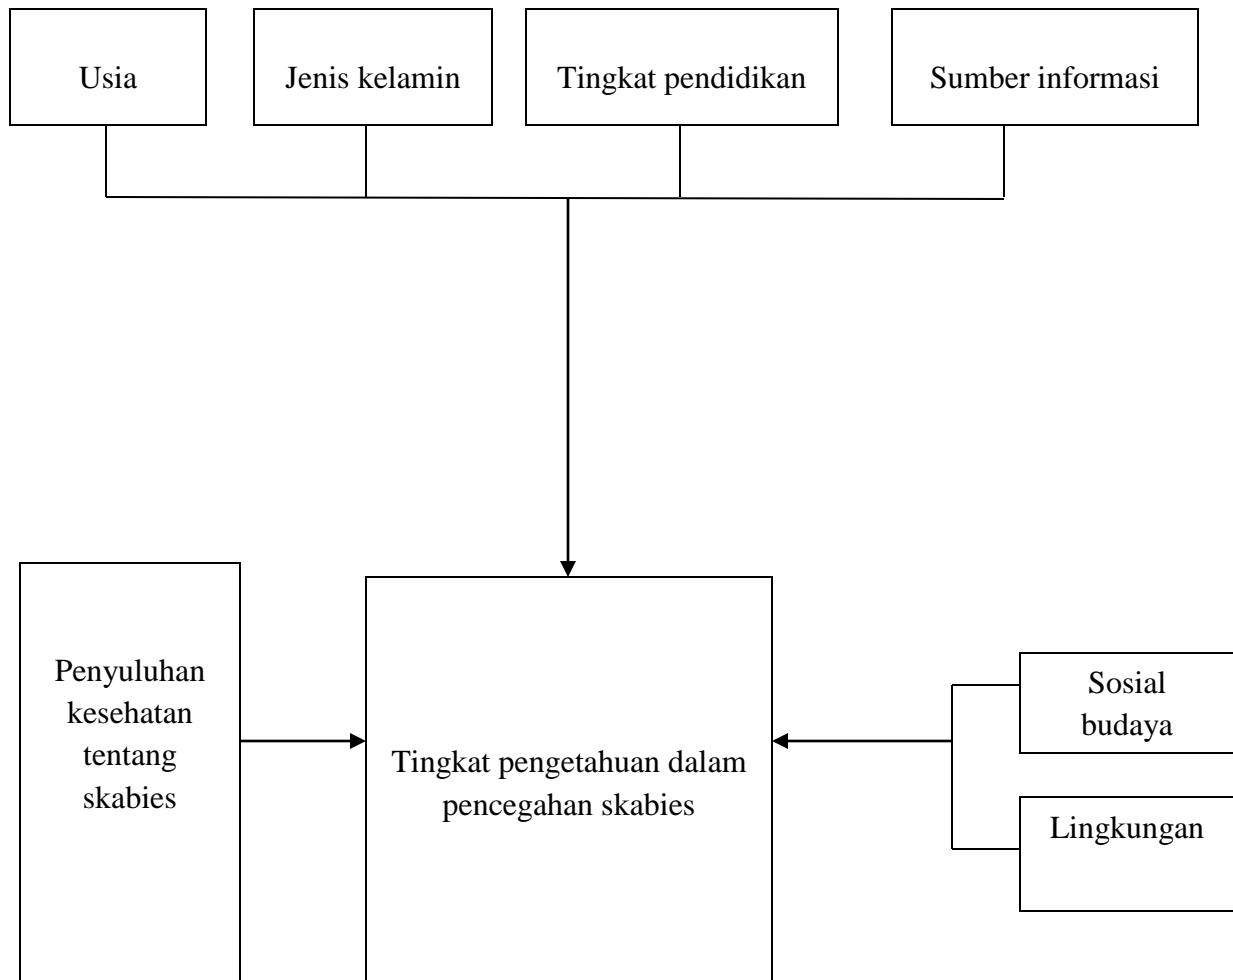 Usia
Jenis kelamin
Tingkat pendidikan
Sumber informasi
Penyuluhan
kesehatan
tentang
skabies
Tingkat pengetahuan dalam
pencegahan skabies
Sosial
budaya
Lingkungan